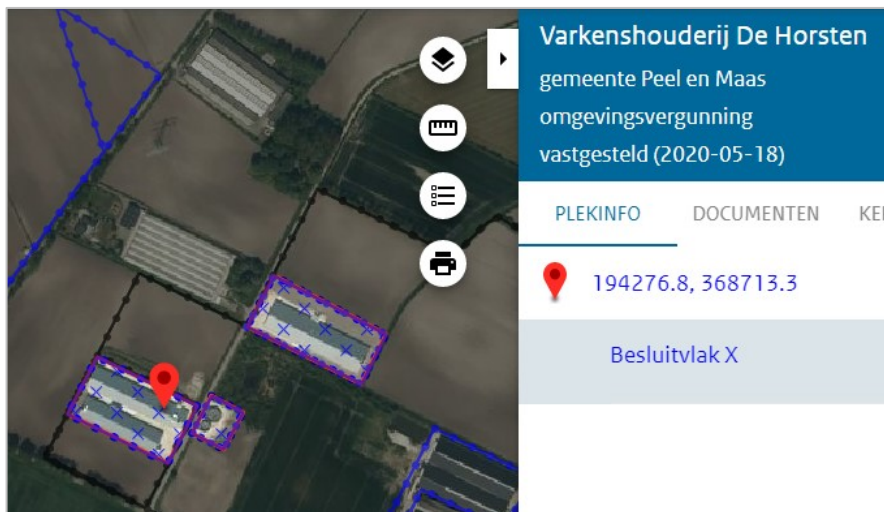 Varkenshouderij De Horsten
gemeente Peel en Maas
omgevingsvergunning
vastgesteld (2020-05-18)
PLEKINFO DOCUMENTEN
194276.8, 368713.3
Besluitvlak X